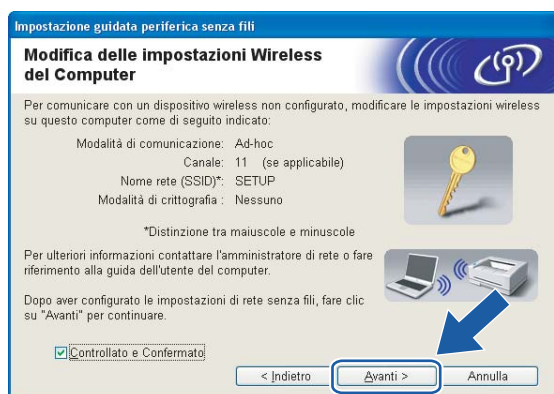 Impostazione guidata periferica senza fili
Modifica delle impostazioni Wireless
del Computer
Per comunicare con un dispositivo wireless non configurato, modificare le impostazioni wireless
su questo computer come di seguito indicato:
Modalità di comunicazione: Ad-hoc
Canale: 11 (se applicabile)
Nome rete (SSID)*: SETUP
Modalità di crittografia : Nessuno
*Distinzione tra maiuscole e minuscole
Per ulteriori informazioni contattare l'amministratore di rete o fare
riferimento alla guida dell'utente del computer.
Dopo aver configurato le impostazioni di rete senza fili, fare clic
su "Avanti" per continuare.
Controllato e Confermato
< Indietro Avanti > Annulla